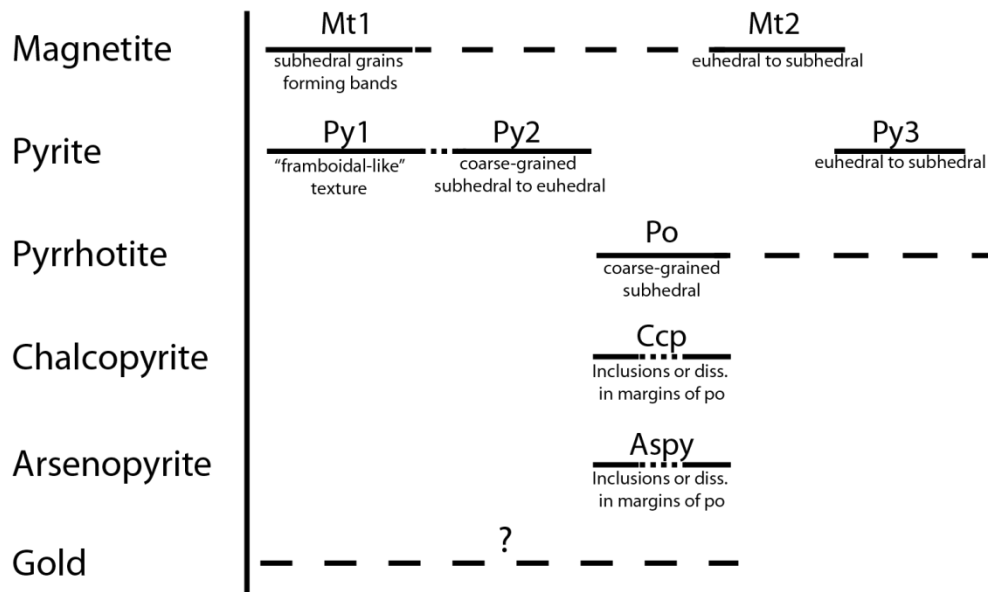 Magnetite
Mt1
subhedral grains
forming bands
Mt2
euhedral to subhedral
Pyrite
Py1
“framboidal-like”
texture
Py2
coarse-grained
subhedral to euhedral
Py3
euhedral to subhedral
Pyrrhotite
Po
coarse-grained
subhedral
Chalcopyrite
Ccp
Inclusions or diss.
in margins of po
Arsenopyrite
Aspy
Inclusions or diss.
in margins of po
Gold
?